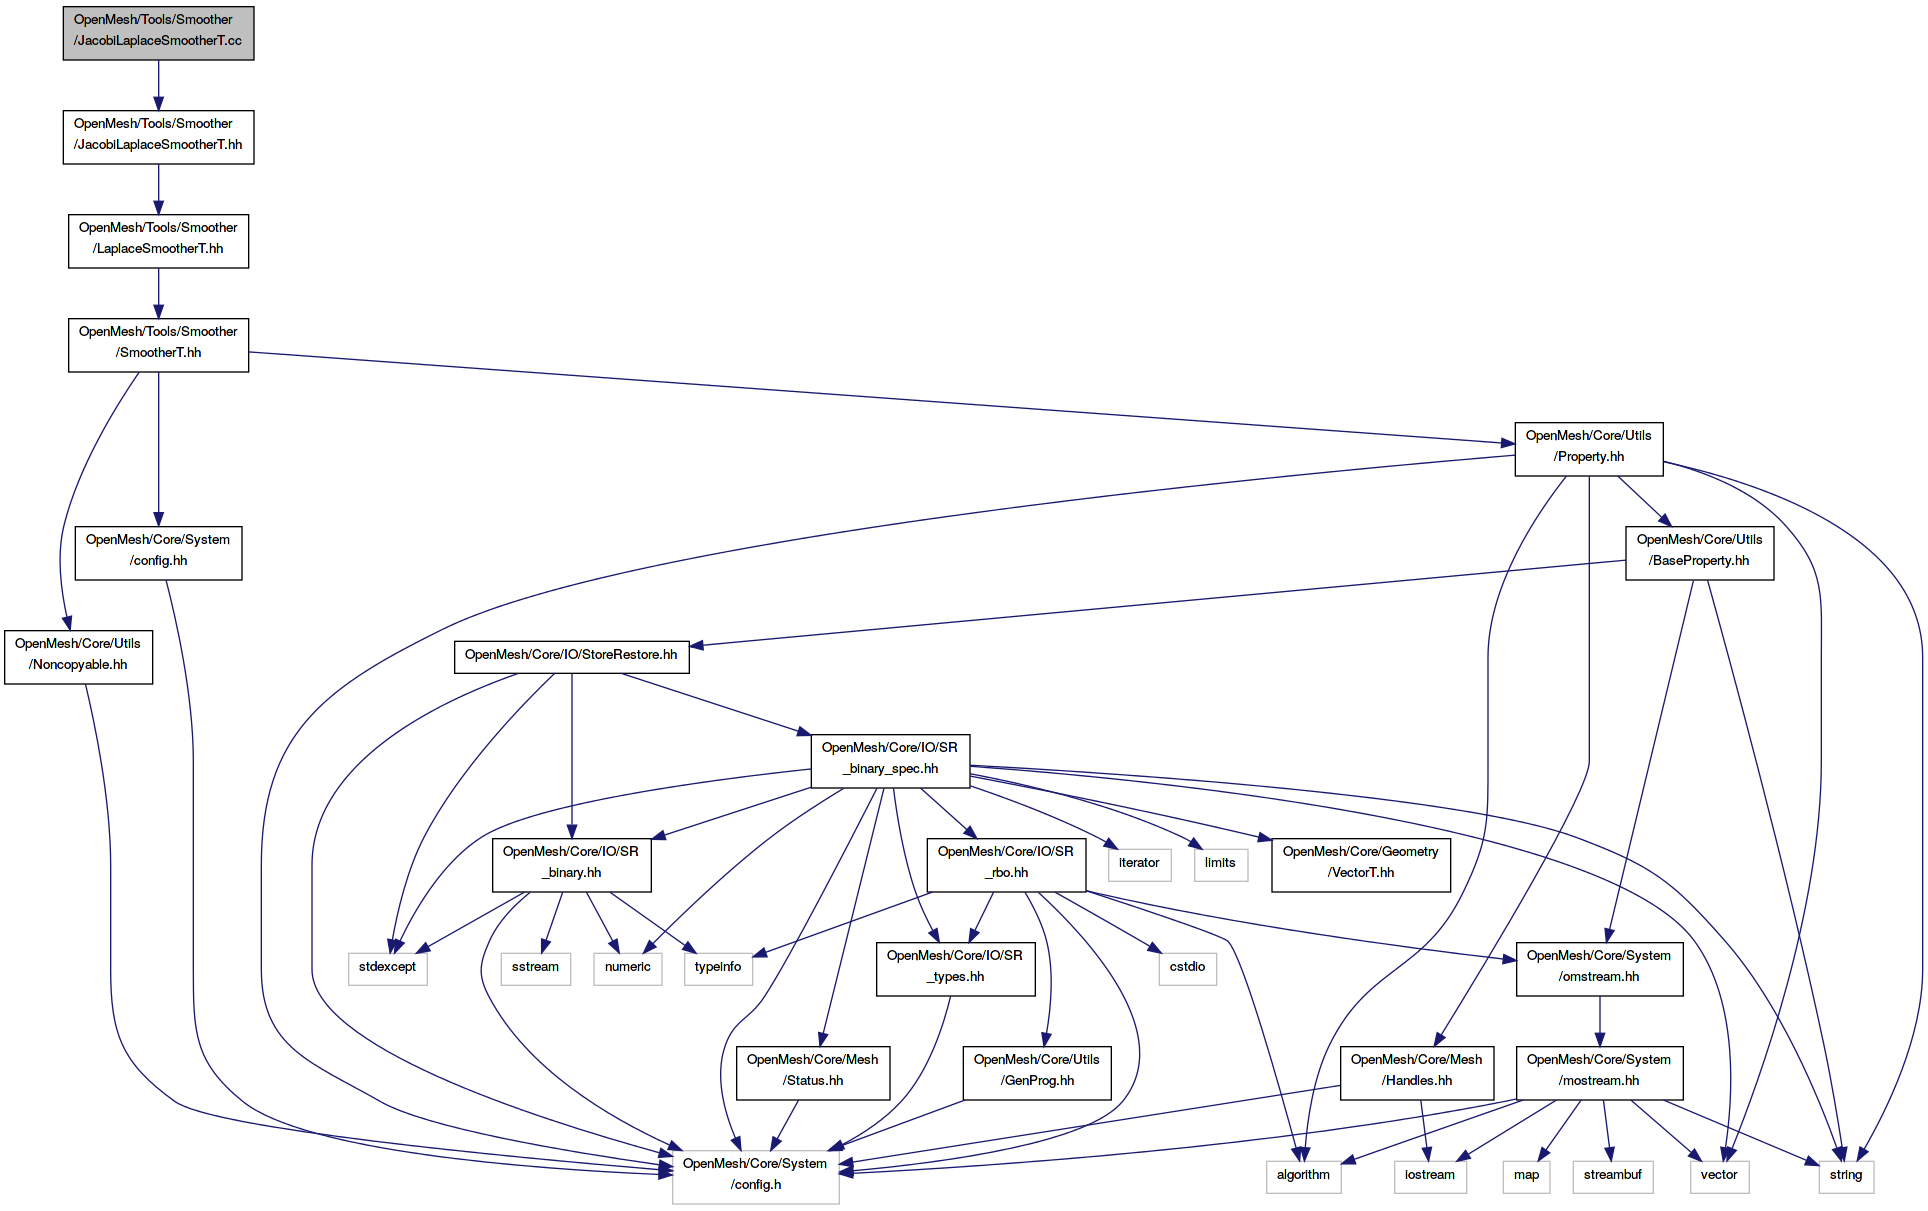 OpenMesh/Tools/Smoother
/JacobiLaplaceSmootherT.cc
OpenMesh/Tools/Smoother
/JacobiLaplaceSmootherT.hh
OpenMesh/Tools/Smoother
/LaplaceSmootherT.hh
OpenMesh/Tools/Smoother
/SmootherT.hh
OpenMesh/Core/Utils
/Property.hh
OpenMesh/Core/System
/config.hh
OpenMesh/Core/Utils
/BaseProperty.hh
OpenMesh/Core/Utils
/Noncopyable.hh
OpenMesh/Core/IO/StoreRestore.hh
OpenMesh/Core/IO/SR
_binary_spec.hh
OpenMesh/Core/IO/SR
_binary.hh
OpenMesh/Core/IO/SR
_rbo.hh
iterator
limits
OpenMesh/Core/Geometry
/VectorT.hh
stdexcept
sstream
numeric
typeinfo
OpenMesh/Core/IO/SR
_types.hh
cstdio
OpenMesh/Core/System
/omstream.hh
OpenMesh/Core/Mesh
/Status.hh
OpenMesh/Core/Utils
/GenProg.hh
OpenMesh/Core/Mesh
/Handles.hh
OpenMesh/Core/System
/mostream.hh
OpenMesh/Core/System
/config.h
algorithm
iostream
map
streambuf
vector
string